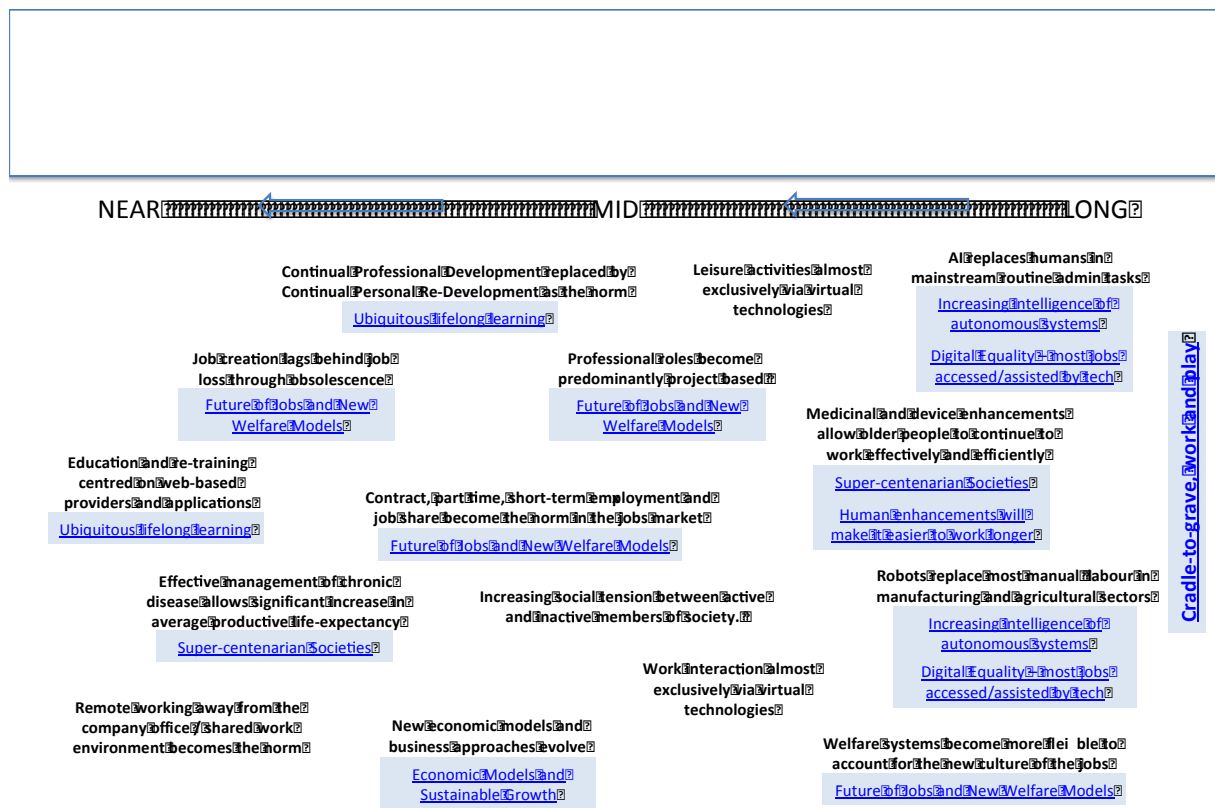 NEAR MID LONG
Continual Professional Development replaced by
Continual Personal Re-Development as the norm
Ubiquitous lifelong learning
Leisure activities almost
exclusively via virtual
technologies
AI replaces humans in
mainstream routine admin tasks
Increasing intelligence of
autonomous systems
Digital Equality – most jobs
accessed/assisted by tech
Job creation lags behind job
loss through obsolescence
Future of Jobs and New
Welfare Models
Professional roles become
predominantly project based
Future of Jobs and New
Welfare Models
Medicinal and device enhancements
allow older people to continue to
work effectively and efficiently
Super-centenarian Societies
Human enhancements will
make it easier to work longer
Education and re-training
centred on web-based
providers and applications
Ubiquitous lifelong learning
Contract, part time, short-term employment and
job share become the norm in the jobs market
Future of Jobs and New Welfare Models
Effective management of chronic
disease allows significant increase in
average productive life-expectancy
Super-centenarian Societies
Increasing social tension between active
and inactive members of society.
Robots replace most manual labour in
manufacturing and agricultural sectors
Increasing intelligence of
autonomous systems
Digital Equality – most jobs
accessed/assisted by tech
Work interaction almost
exclusively via virtual
technologies
Remote working away from the
company office / shared work
environment becomes the norm
New economic models and
business approaches evolve
Economic Models and
Sustainable Growth
Welfare systems become more flei ble to
account for the new culture of the jobs
Future of Jobs and New Welfare Models
Cradle-to-grave, work and play